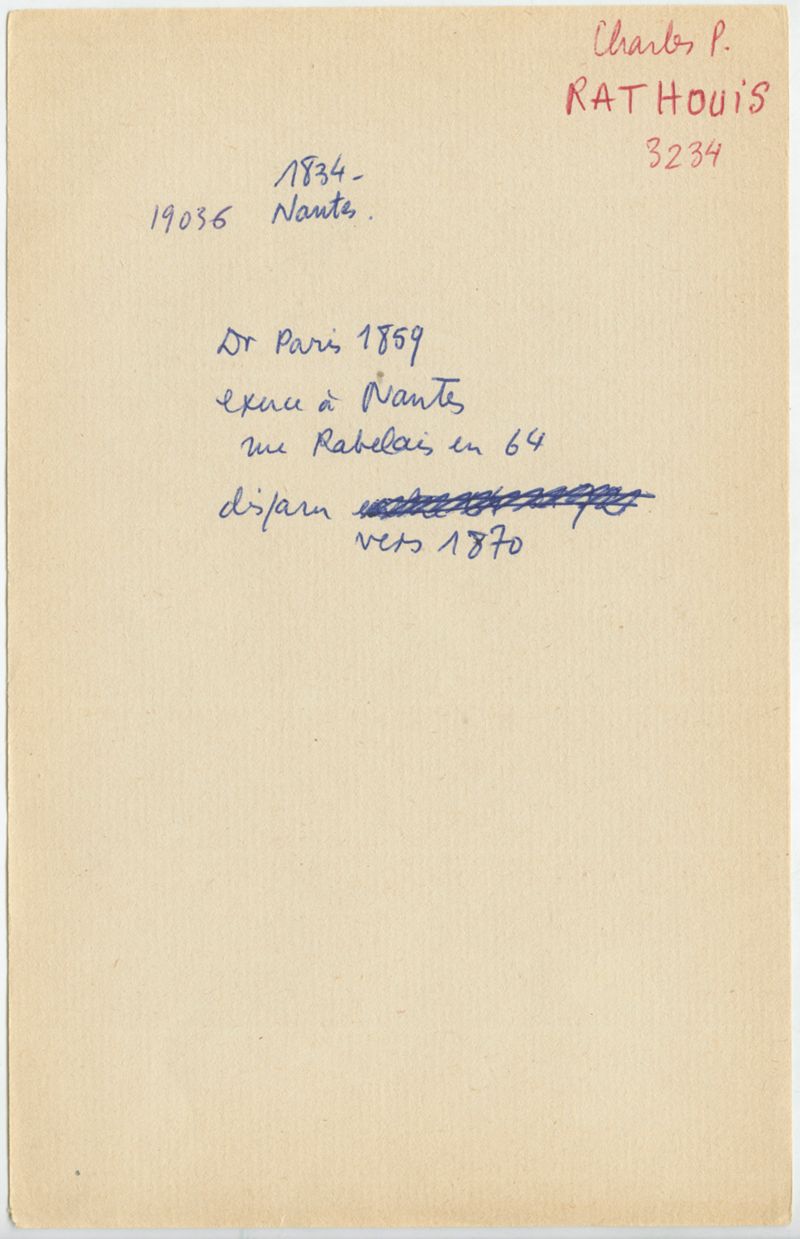 Charles P.
RATHOUIS
3234
1834-
19036 Nantes.
Dr Paris 1859
exerce à Nantes
rue Rabelais en 64
disparu
vers 1870